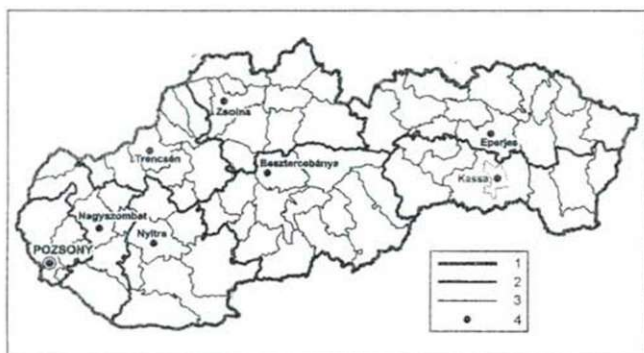 Zsolna
Eperjes
Trencsén
Besztercebánya
Kassa
Nagyszombat
Nyitra
POZSONY
1
2
3
4